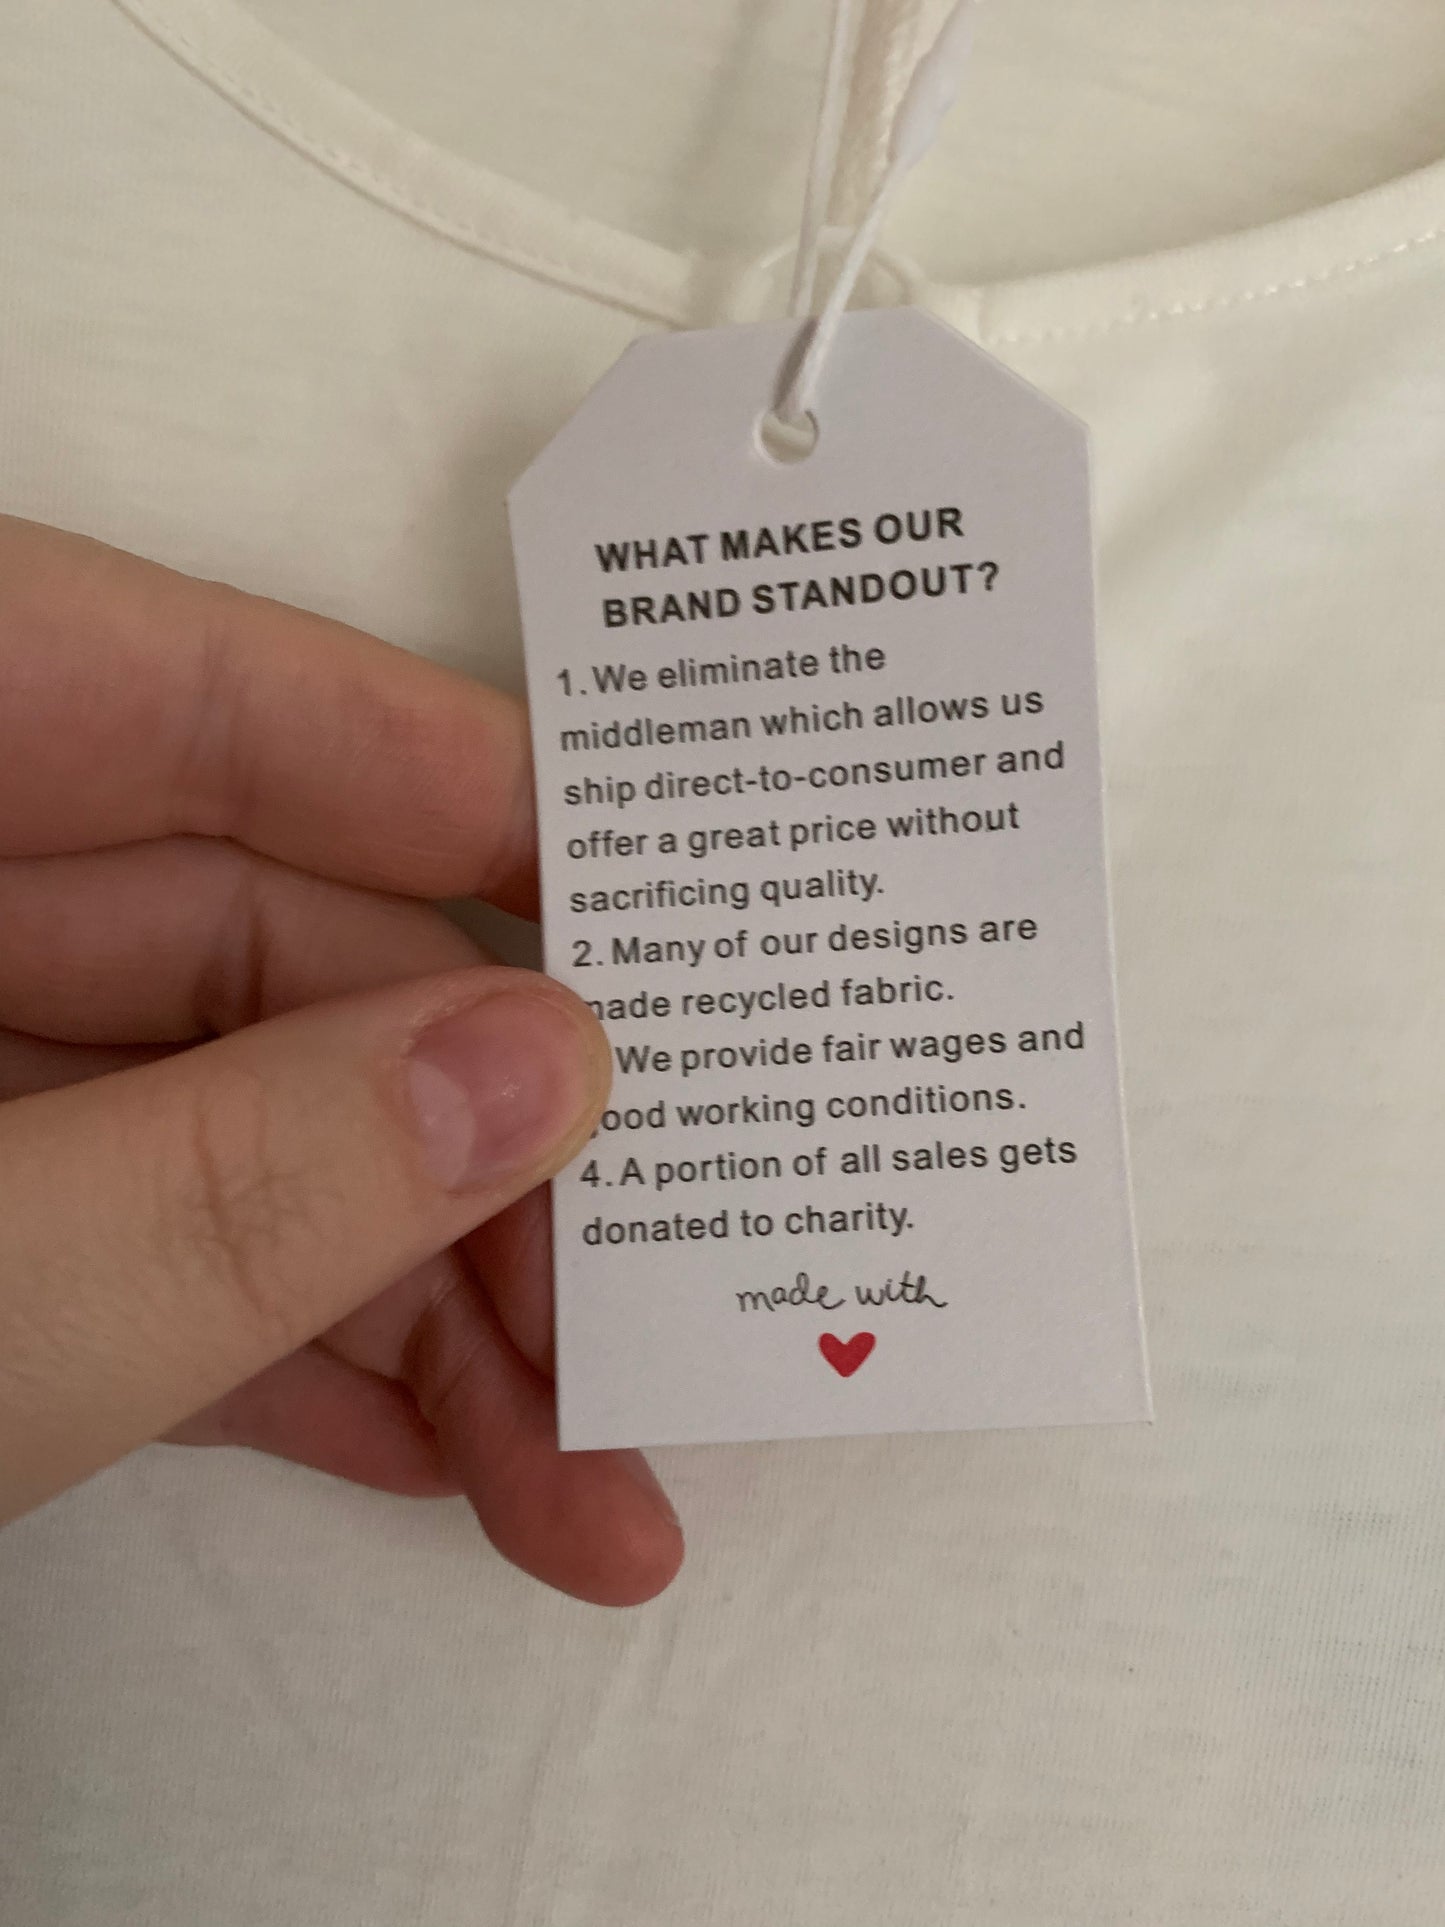 WHAT MAKES OUR
BRAND STANDOUT?
1. We eliminate the
middleman which allows us
ship direct-to-consumer and
offer a great price without
sacrificing quality.
2. Many of our designs are
made recycled fabric.
We provide fair wages and
good working conditions.
4. A portion of all sales gets
donated to charity.
made with